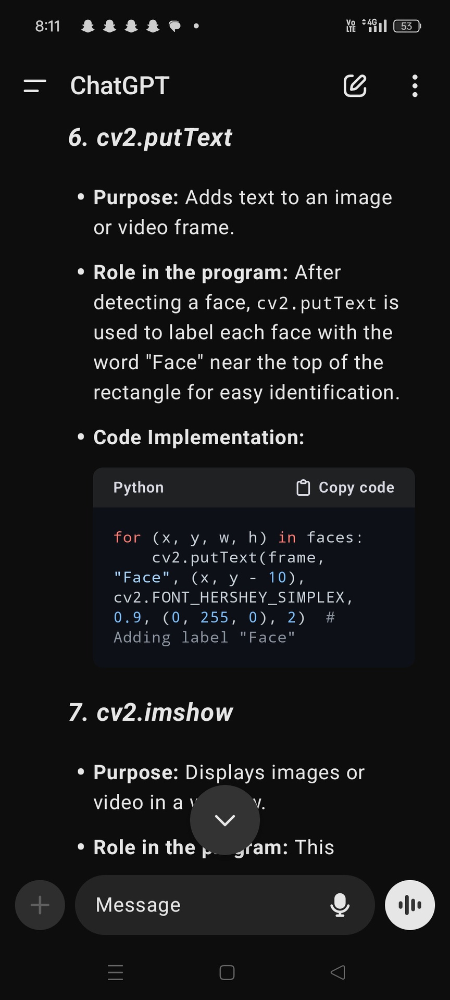 8:11
Vo LTE 4G 53
ChatGPT
6. cv2.putText
• Purpose: Adds text to an image
or video frame.
• Role in the program: After
detecting a face, cv2.putText is
used to label each face with the
word "Face" near the top of the
rectangle for easy identification.
• Code Implementation:
Python Copy code
for (x, y, w, h) in faces:
    cv2.putText(frame,
"Face", (x, y - 10),
cv2.FONT_HERSHEY_SIMPLEX,
0.9, (0, 255, 0), 2)  #
Adding label "Face"
7. cv2.imshow
• Purpose: Displays images or
video in a
• Role in the program: This
Message